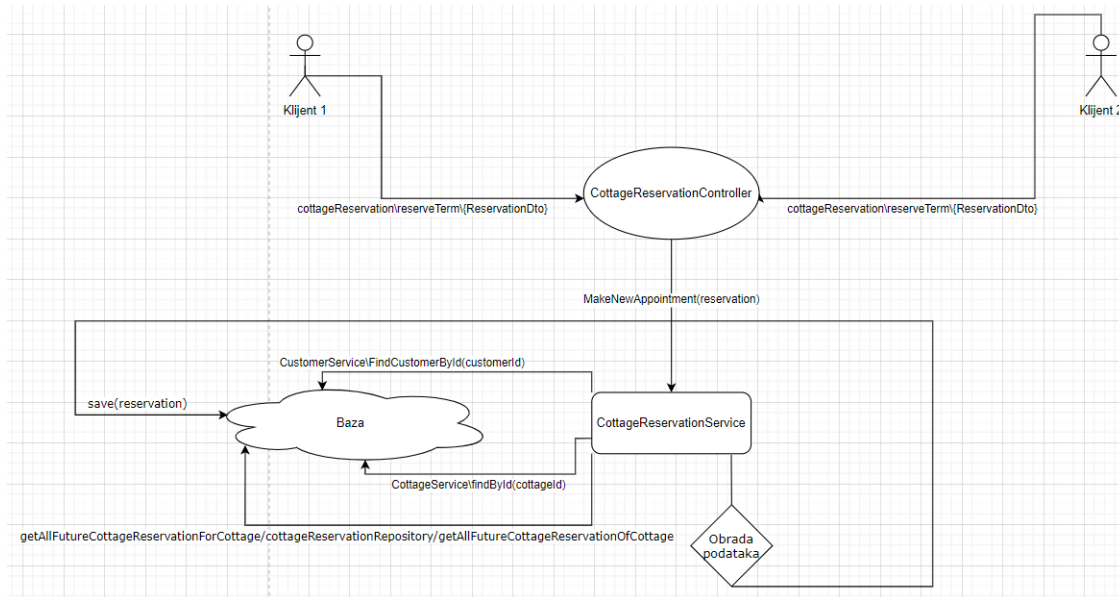 Klijent 1
Klijent 2
CottageReservationController
cottageReservation\reserveTerm\{ReservationDto}
cottageReservation\reserveTerm\{ReservationDto}
MakeNewAppointment(reservation)
CustomerService\FindCustomerById(customerId)
save(reservation)
Baza
CottageReservationService
CottageService\findById(cottageId)
getAllFutureCottageReservationForCottage/cottageReservationRepository/getAllFutureCottageReservationOfCottage
Obrada
podataka